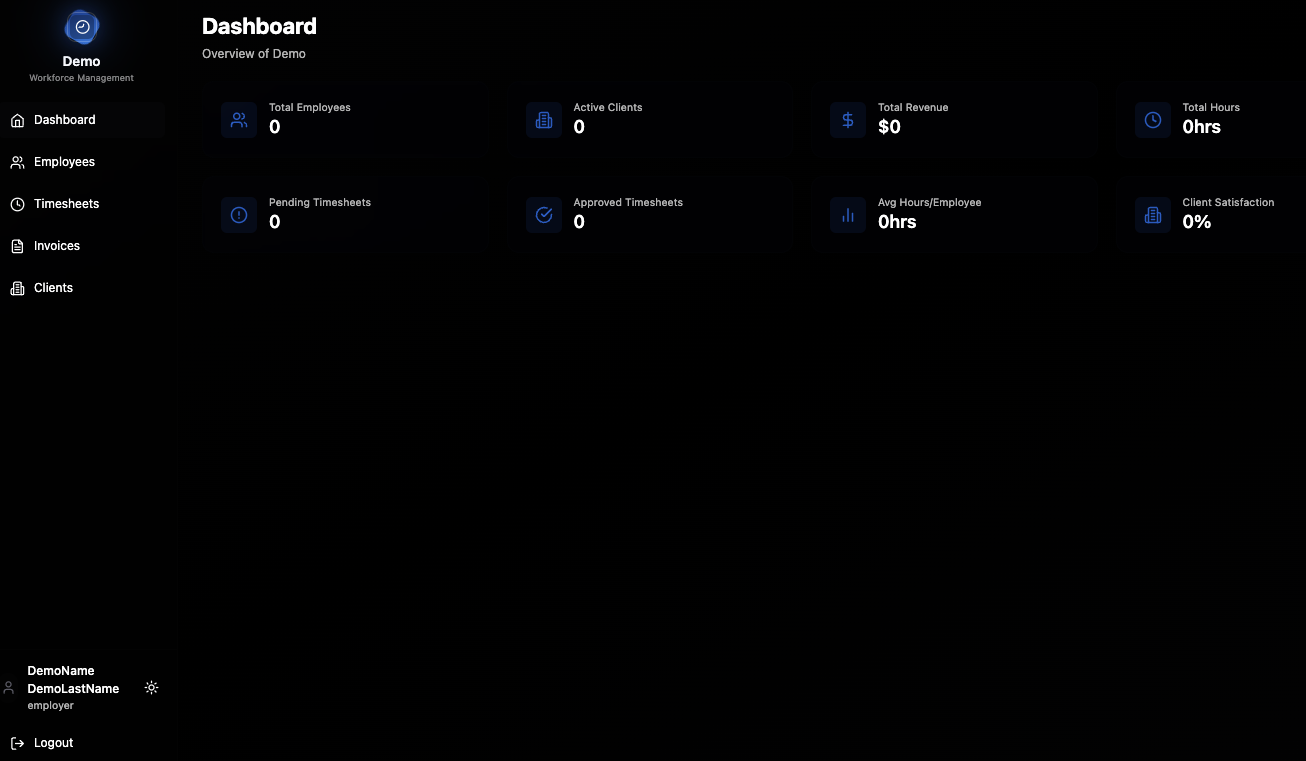 Demo
Workforce Management
Dashboard
Employees
Timesheets
Invoices
Clients
DemoName
DemoLastName
employer
Logout
Dashboard
Overview of Demo
Total Employees
0
Active Clients
0
Total Revenue
$0
Total Hours
0hrs
Pending Timesheets
0
Approved Timesheets
0
Avg Hours/Employee
0hrs
Client Satisfaction
0%